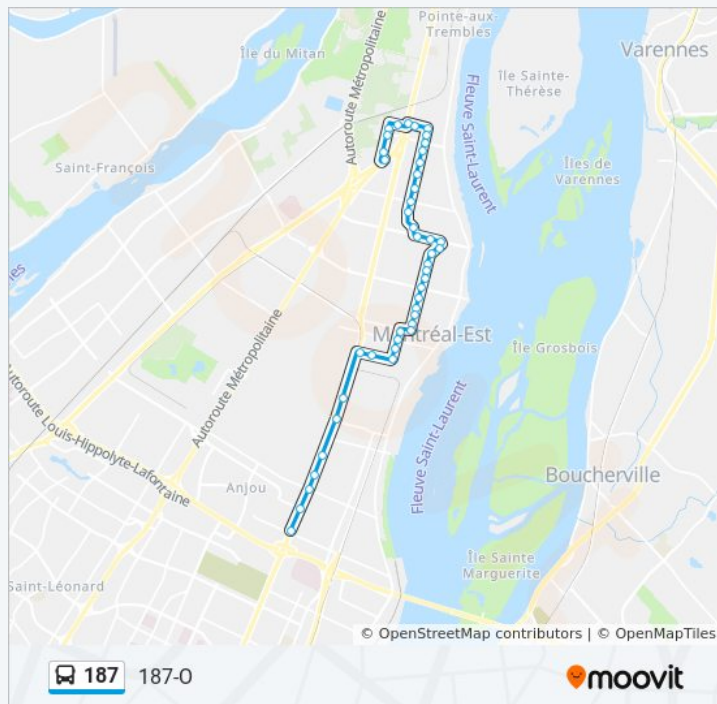 Pointe-aux-
Trembles
Île du Mitan
Varennes
Île Sainte-
Thérèse
Autoroute Métropolitaine
Fleuve Saint-Laurent
Saint-François
Îles de
Varennes
Montréal-Est
Île Grosbois
Autoroute Métropolitaine
Autoroute Louis-Hippolyte-Lafontaine
Fleuve Saint-Laurent
Boucherville
Anjou
Île Sainte
Marguerite
Saint-Léonard
© OpenStreetMap contributors | © OpenMapTiles
187 187-O
moovit